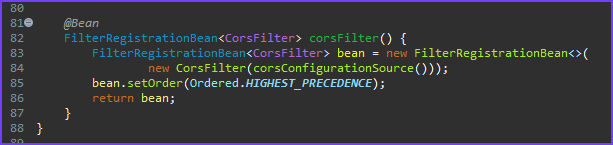 80
81 @Bean
82 FilterRegistrationBean<CorsFilter> corsFilter() {
83 FilterRegistrationBean<CorsFilter> bean = new FilterRegistrationBean<>(
84 new CorsFilter(corsConfigurationSource()));
85 bean.setOrder(Ordered.HIGHEST_PRECEDENCE);
86 return bean;
87 }
88 }
89